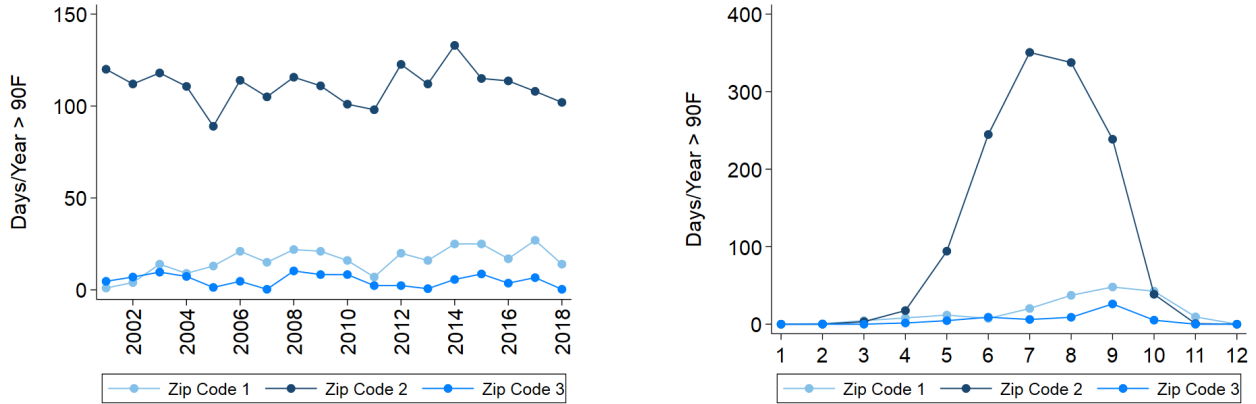 Days/Year > 90F
150
100
50
0
2002 2004 2006 2008 2010 2012 2014 2016 2018
Zip Code 1 Zip Code 2 Zip Code 3
Days/Year > 90F
400
300
200
100
0
1 2 3 4 5 6 7 8 9 10 11 12
Zip Code 1 Zip Code 2 Zip Code 3